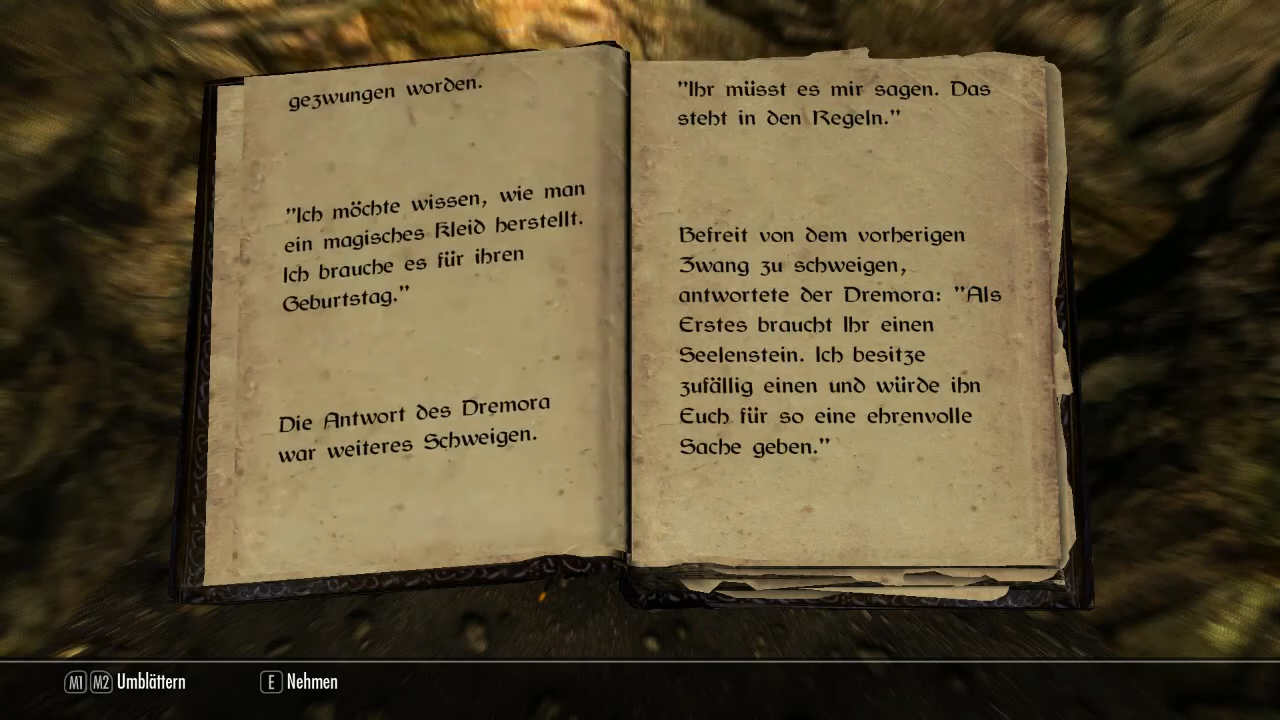 gezwungen worden.
"Ich möchte wissen, wie man
ein magisches Kleid herstellt.
Ich brauche es für ihren
Geburtstag."
Die Antwort des Dremora
war weiteres Schweigen.
"Ihr müsst es mir sagen. Das
steht in den Regeln."
Befreit von dem vorherigen
Zwang zu schweigen,
antwortete der Dremora: "Als
Erstes braucht Ihr einen
Seelenstein. Ich besitze
zufällig einen und würde ihn
Euch für so eine ehrenvolle
Sache geben."
M1 M2 Umblättern
E Nehmen